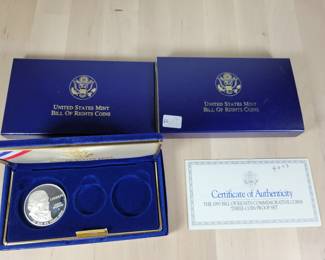 UNITED STATES MINT
BILL OF RIGHTS COINS
UNITED STATES MINT
BILL OF RIGHTS COINS
Certificate of Authenticity
THE 1993 BILL OF RIGHTS COMMEMORATIVE COINS
THREE-COIN PROOF SET